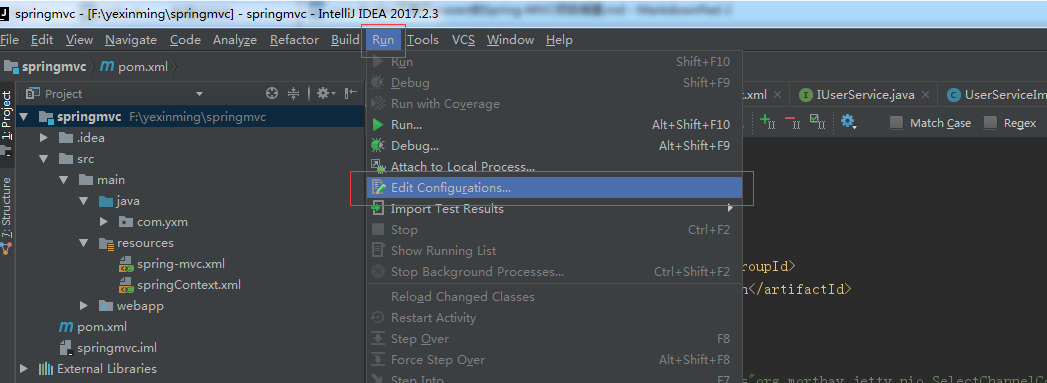 springmvc - [F:\yexinming\springmvc] - springmvc - IntelliJ IDEA 2017.2.3
File Edit View Navigate Code Analyze Refactor Build Run Tools VCS Window Help
springmvc pom.xml
Project
1: Project
7: Structure
springmvc F:\yexinming\springmvc
.idea
src
main
java
com.yxm
resources
spring-mvc.xml
springContext.xml
webapp
pom.xml
springmvc.iml
External Libraries
Run Shift+F10
Debug Shift+F9
Run with Coverage
Run... Alt+Shift+F10
Debug... Alt+Shift+F9
Attach to Local Process...
Edit Configurations...
Import Test Results
Stop Ctrl+F2
Show Running List
Stop Background Processes... Ctrl+Shift+F2
Reload Changed Classes
Restart Activity
Step Over F8
Force Step Over Alt+Shift+F8
Step Into F7
.xml IUserService.java UserServiceIm
Match Case Regex
roupId>
n</artifactId>
"org.mortbay.jetty.nio.SelectChannelC